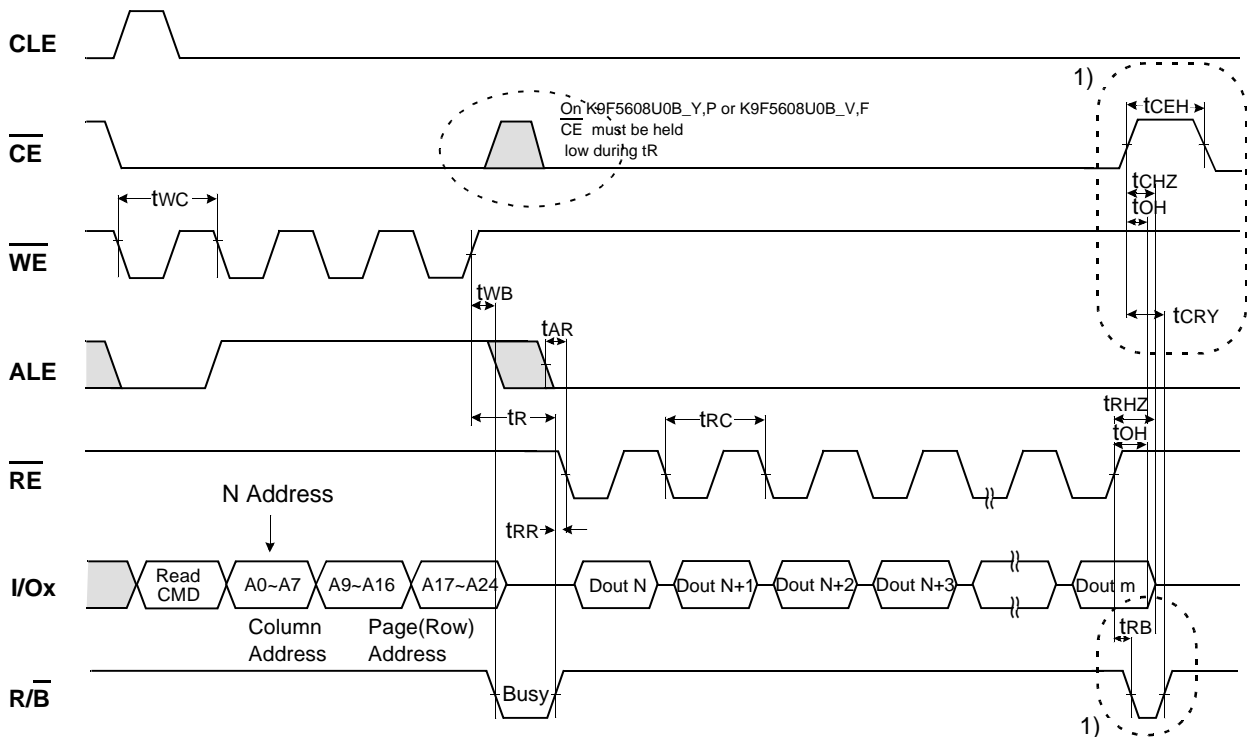 CLE
1)
tCEH
On K9F5608U0B_Y,P or K9F5608U0B_V,F
CE must be held
low during tR
CE
tCHZ
tOH
tWC
WE
tWB
tCRY
tAR
ALE
tR
tRC
tRHZ
tOH
RE
N Address
tRR
I/Ox
Read
CMD
A0~A7
A9~A16
A17~A24
Dout N
Dout N+1
Dout N+2
Dout N+3
Dout m
Column
Address
Page(Row)
Address
tRB
R/B
Busy
1)